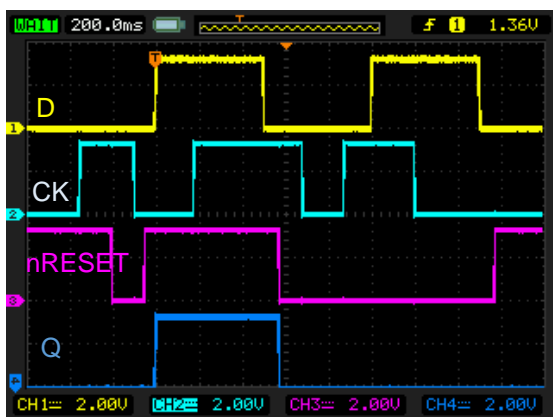 WAIT 200.0ms T 1 1.36V
T
D
1
CK
2
nRESET
3
Q
CH1= 2.00V CH2= 2.00V CH3= 2.00V CH4= 2.00V